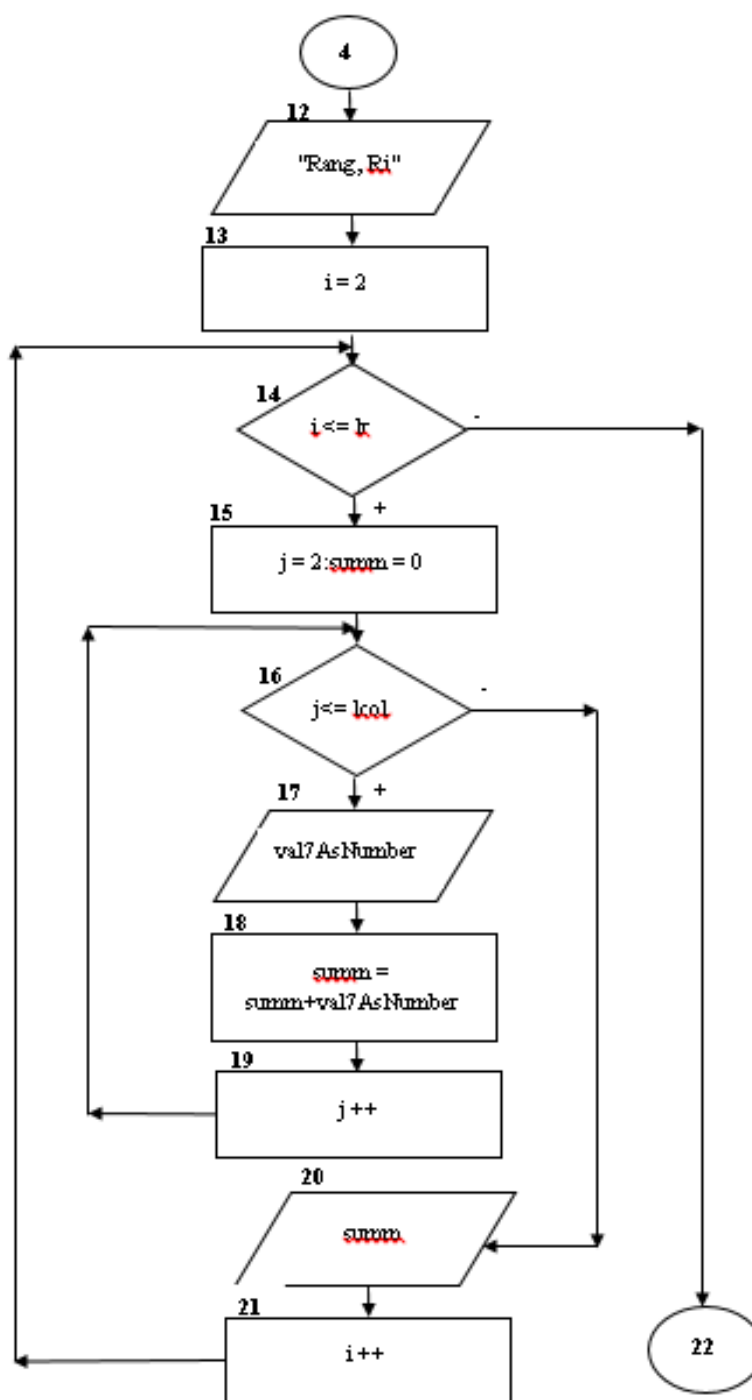 4
12
"Rang, Ri"
13
i = 2
14
-
i <= lr
+
15
j = 2:summ = 0
16
-
j<= lcol
+
17
val7AsNumber
18
summ =
summ+val7AsNumber
19
j ++
20
summ
21
i ++
22